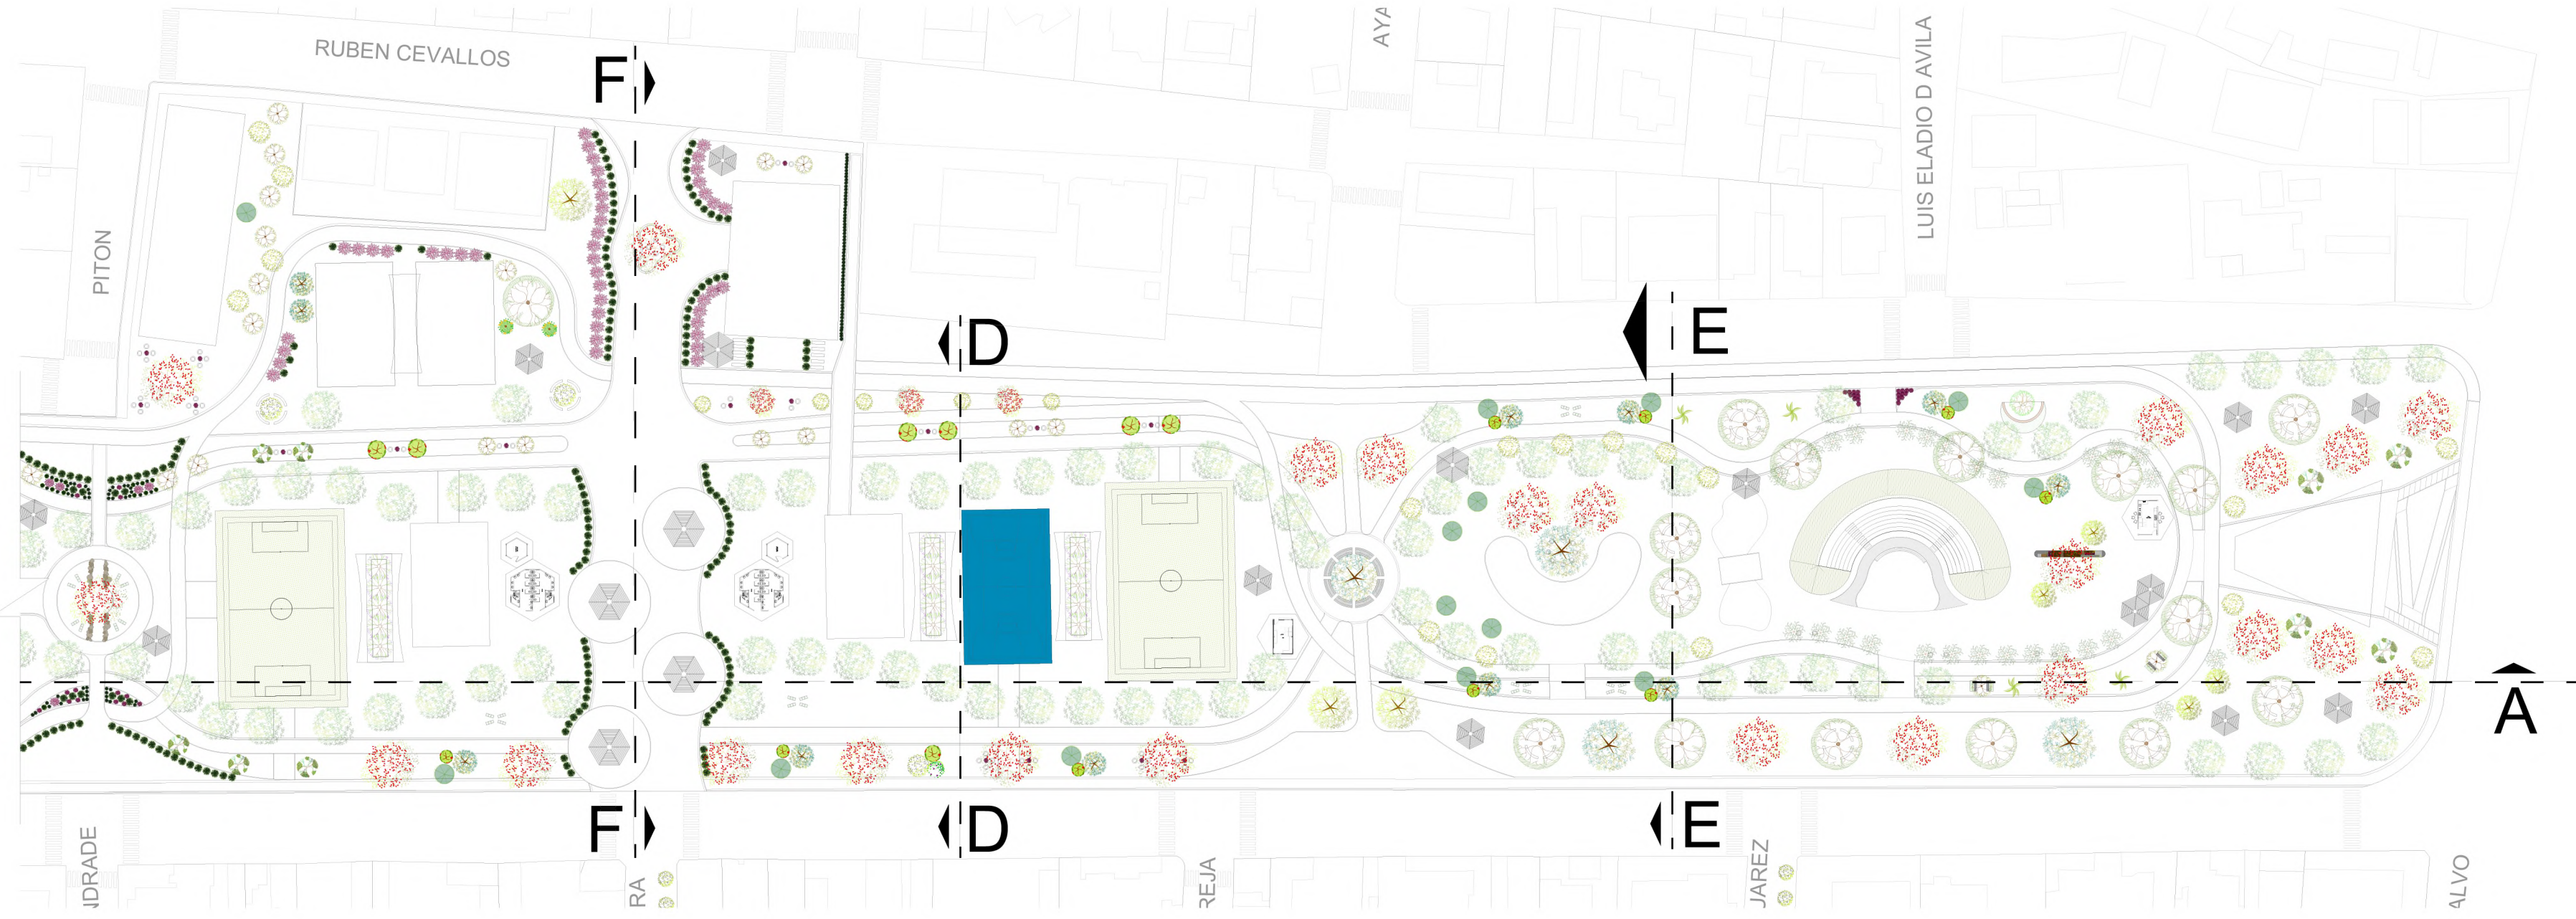 RUBEN CEVALLOS
F
AYA
LUIS ELADIO D AVILA
PITON
D
E
A
F
D
E
NDRADE
RA
REJA
JAREZ
ALVO